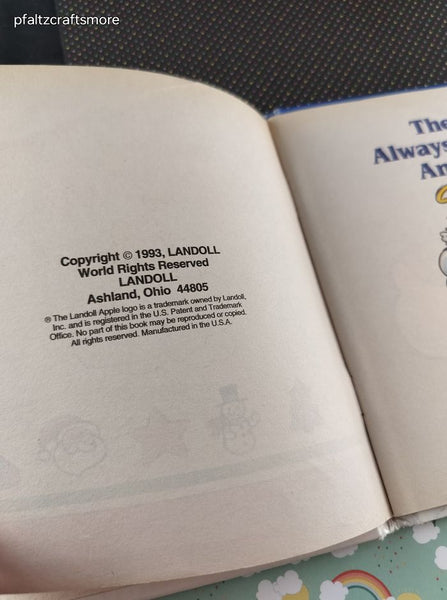 pfaltzcraftsmore
Copyright © 1993, LANDOLL
World Rights Reserved
LANDOLL
Ashland, Ohio 44805
® The Landoll Apple logo is a trademark owned by Landoll,
Inc. and is registered in the U.S. Patent and Trademark
Office. No part of this book may be reproduced or copied.
All rights reserved. Manufactured in the U.S.A.
The
Always